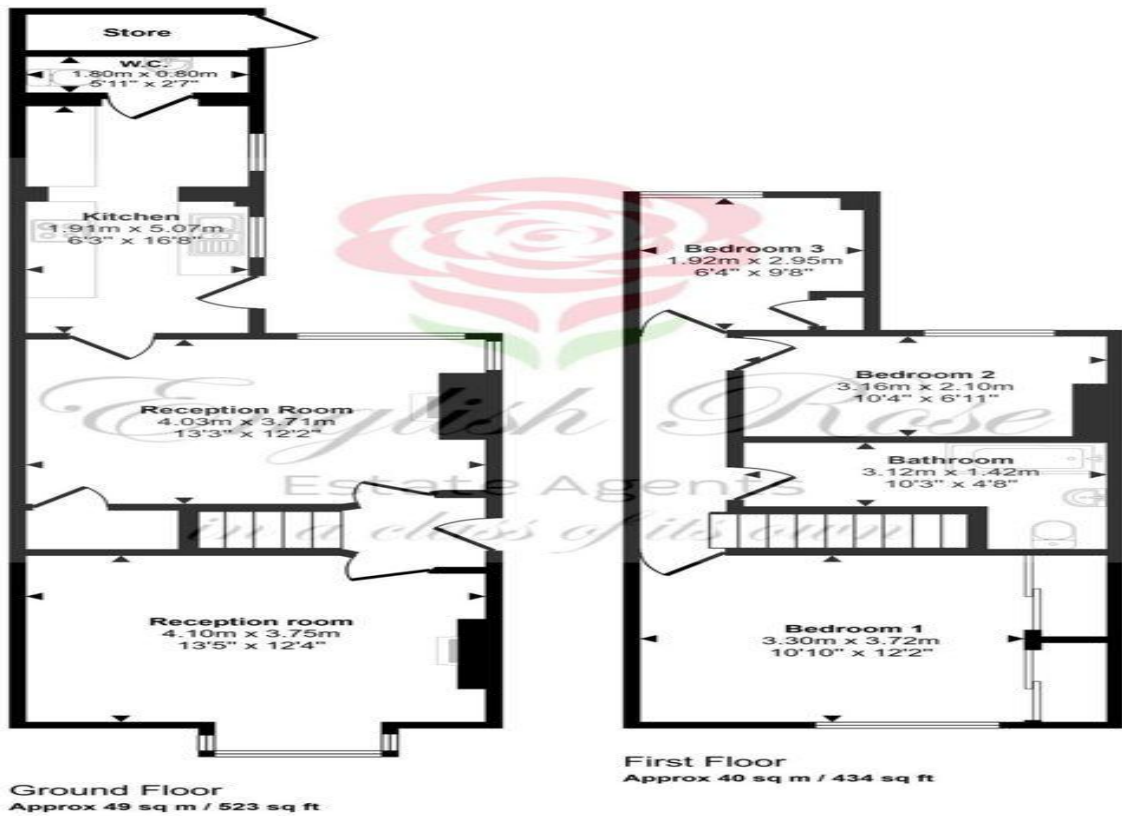 Store
W.C.
1.80m x 0.80m
5'11" x 2'7"
Kitchen
1.91m x 5.07m
6'3" x 16'8"
Reception Room
4.03m x 3.71m
13'3" x 12'2"
Reception room
4.10m x 3.75m
13'5" x 12'4"
Ground Floor
Approx 49 sq m / 523 sq ft
Bedroom 3
1.92m x 2.95m
6'4" x 9'8"
Bedroom 2
3.16m x 2.10m
10'4" x 6'11"
Bathroom
3.12m x 1.42m
10'3" x 4'8"
Bedroom 1
3.30m x 3.72m
10'10" x 12'2"
First Floor
Approx 40 sq m / 434 sq ft
English Rose
Estate Agents
in a class of its own